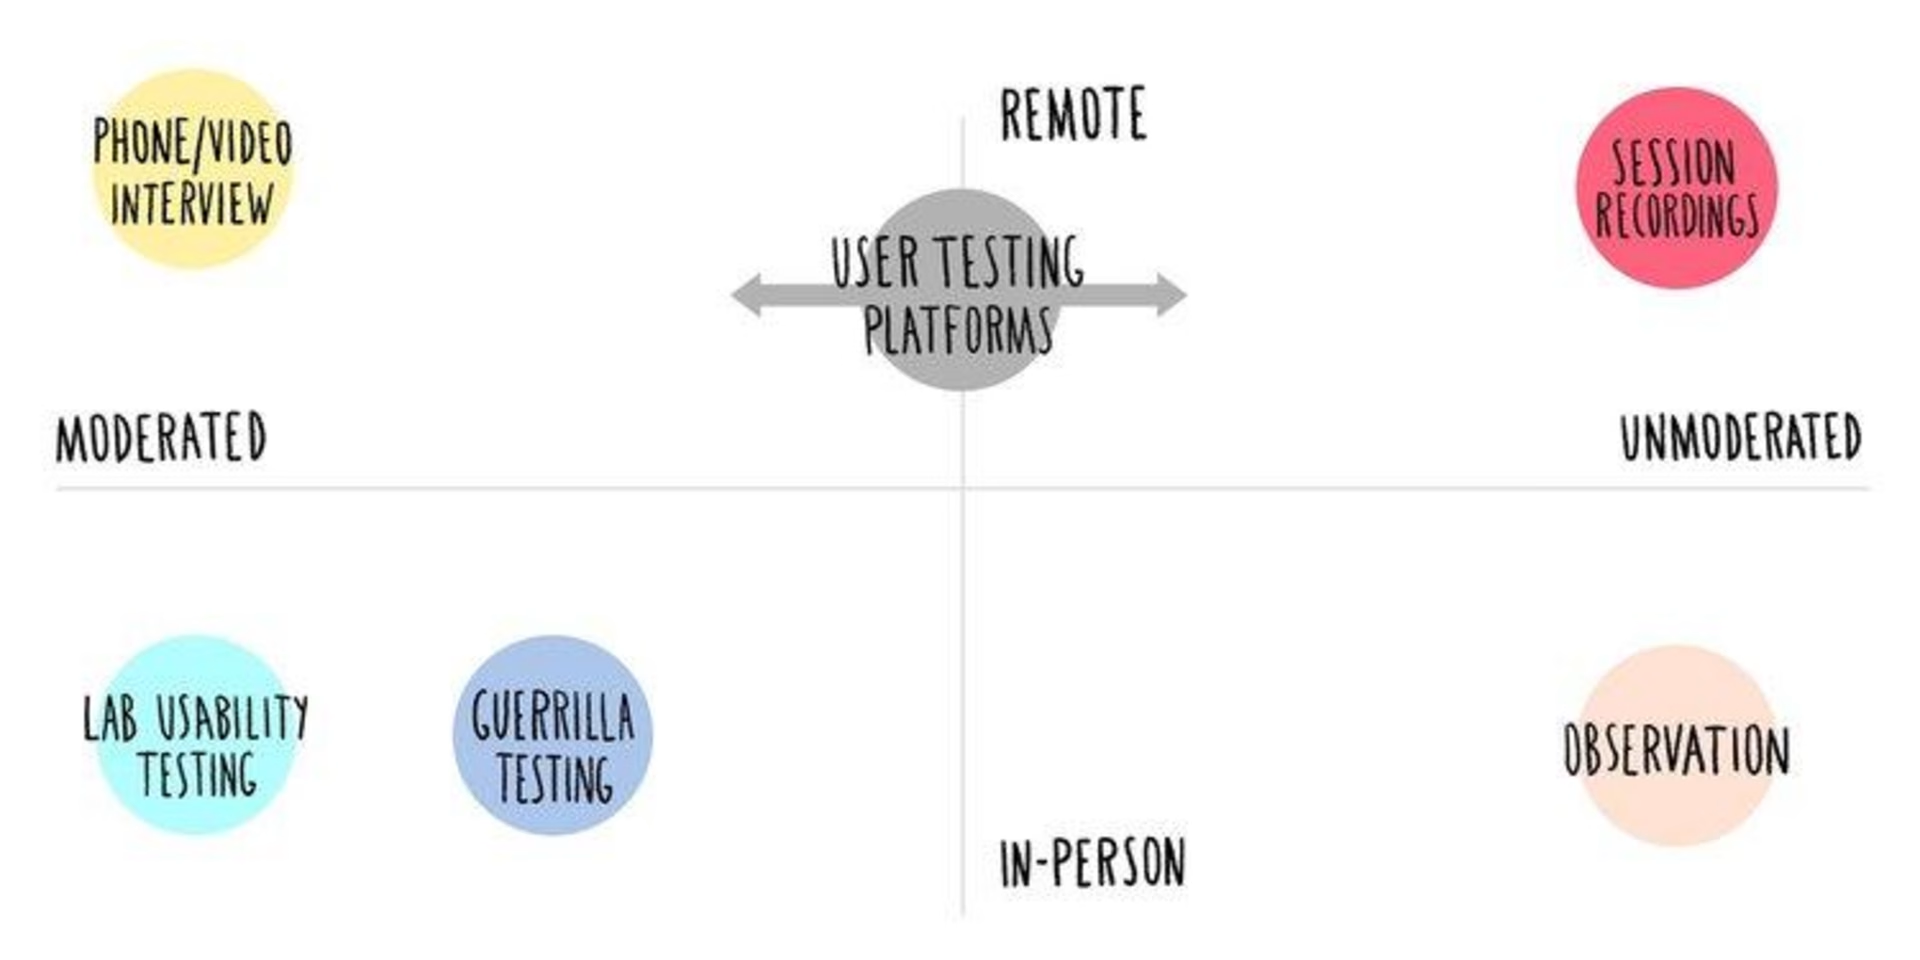 PHONE/VIDEO
INTERVIEW
REMOTE
SESSION
RECORDINGS
USER TESTING
PLATFORMS
MODERATED
UNMODERATED
LAB USABILITY
TESTING
GUERRILLA
TESTING
OBSERVATION
IN-PERSON